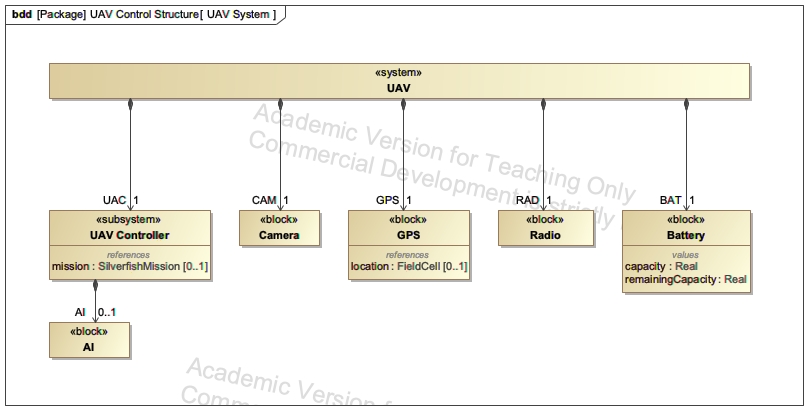 bdd [Package] UAV Control Structure[ UAV System ]
«system»
UAV
Academic Version for Teaching Only
Commercial Development is strictly
UAC 1
CAM 1
GPS 1
RAD 1
BAT 1
«subsystem»
UAV Controller
references
mission : SilverfishMission [0..1]
«block»
Camera
«block»
GPS
references
location : FieldCell [0..1]
«block»
Radio
«block»
Battery
values
capacity : Real
remainingCapacity : Real
AI 0..1
«block»
AI
Academic Version f
Comm